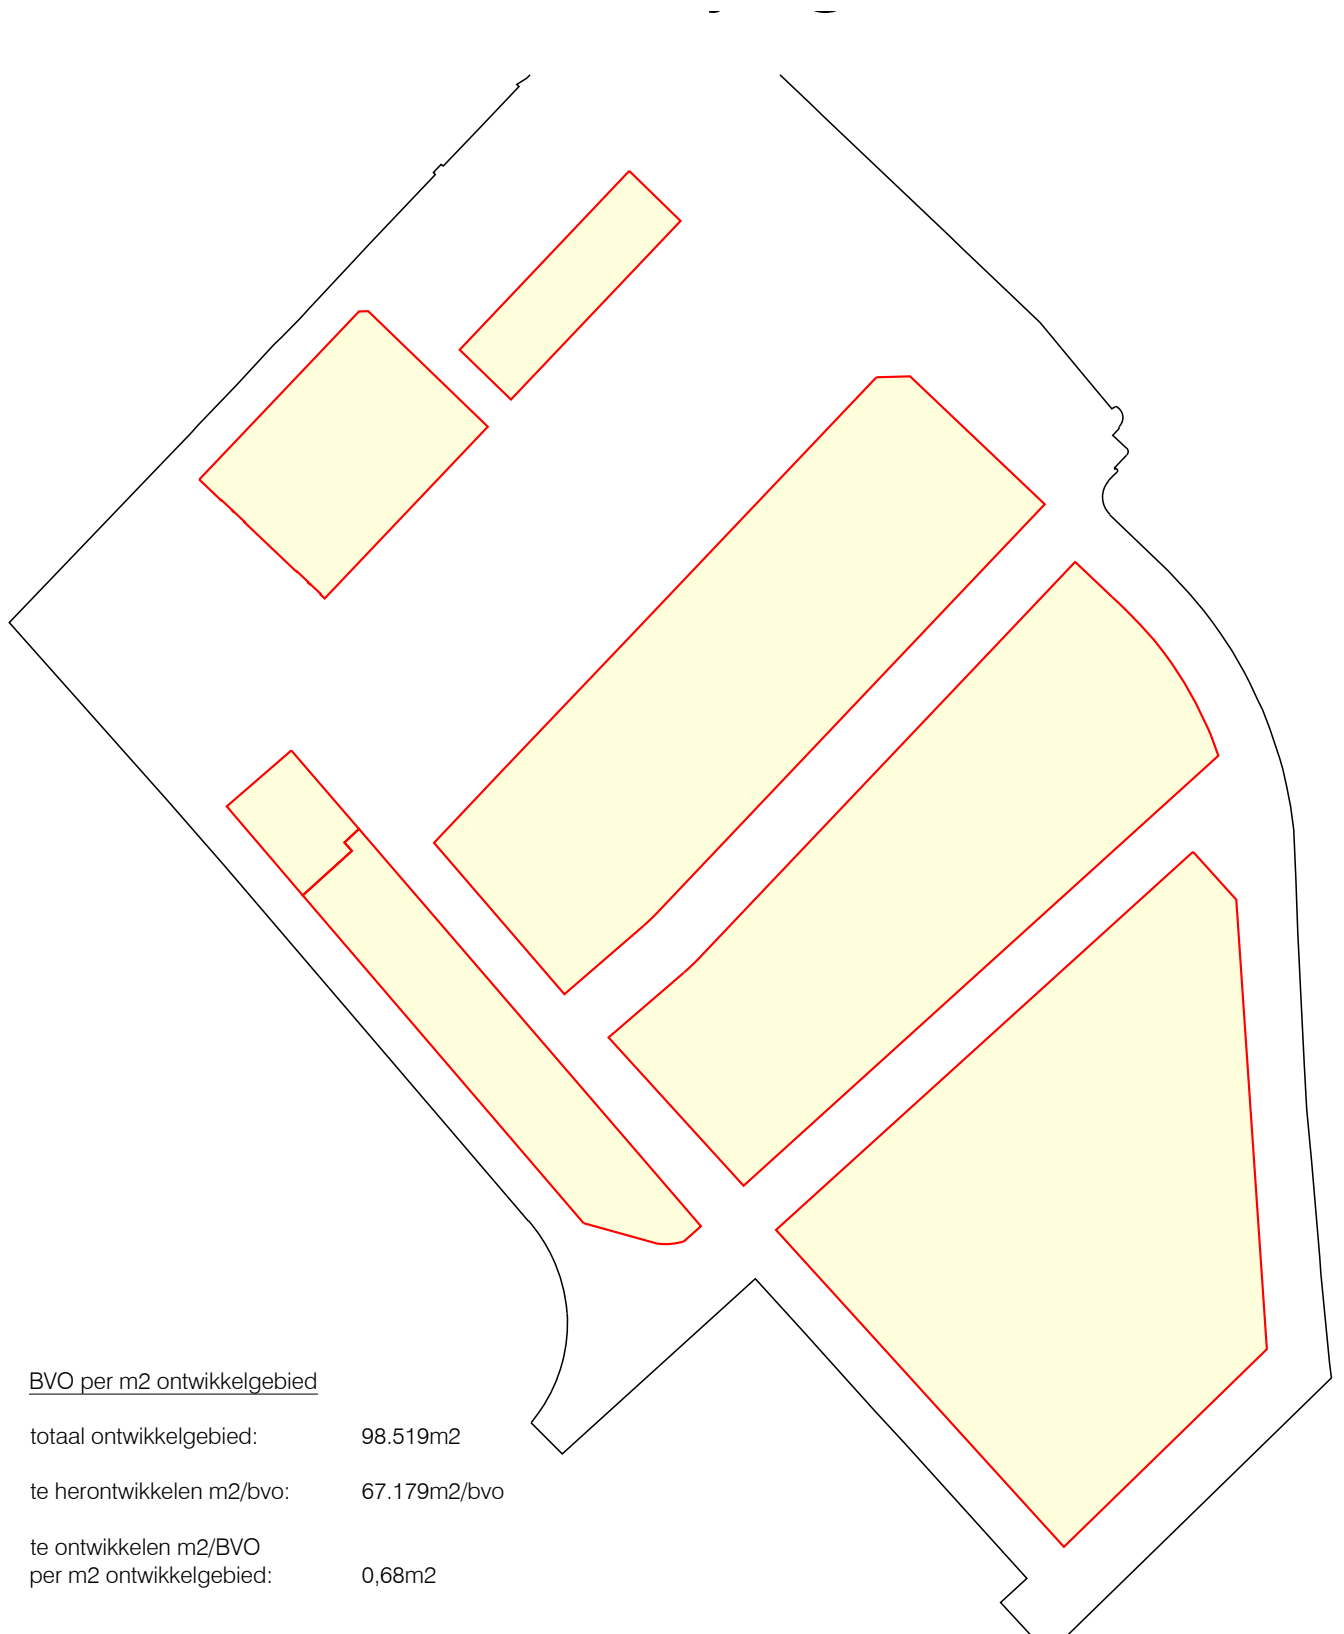 BVO per m2 ontwikkelgebied
totaal ontwikkelgebied: 98.519m2
te herontwikkelen m2/bvo: 67.179m2/bvo
te ontwikkelen m2/BVO
per m2 ontwikkelgebied: 0,68m2